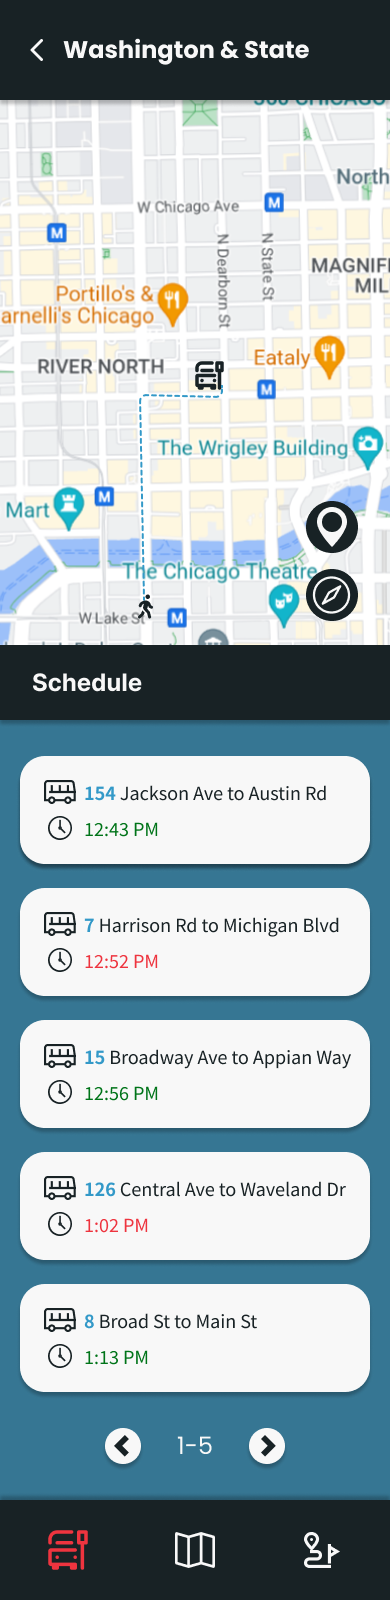 Washington & State
W Chicago Ave
North
N Dearborn St
N State St
MAGNIFI
MIL
Portillo's &
arnelli's Chicago
RIVER NORTH
Eataly
The Wrigley Building
Mart
The Chicago Theatre
W Lake St
Schedule
154 Jackson Ave to Austin Rd
12:43 PM
7 Harrison Rd to Michigan Blvd
12:52 PM
15 Broadway Ave to Appian Way
12:56 PM
126 Central Ave to Waveland Dr
1:02 PM
8 Broad St to Main St
1:13 PM
1-5